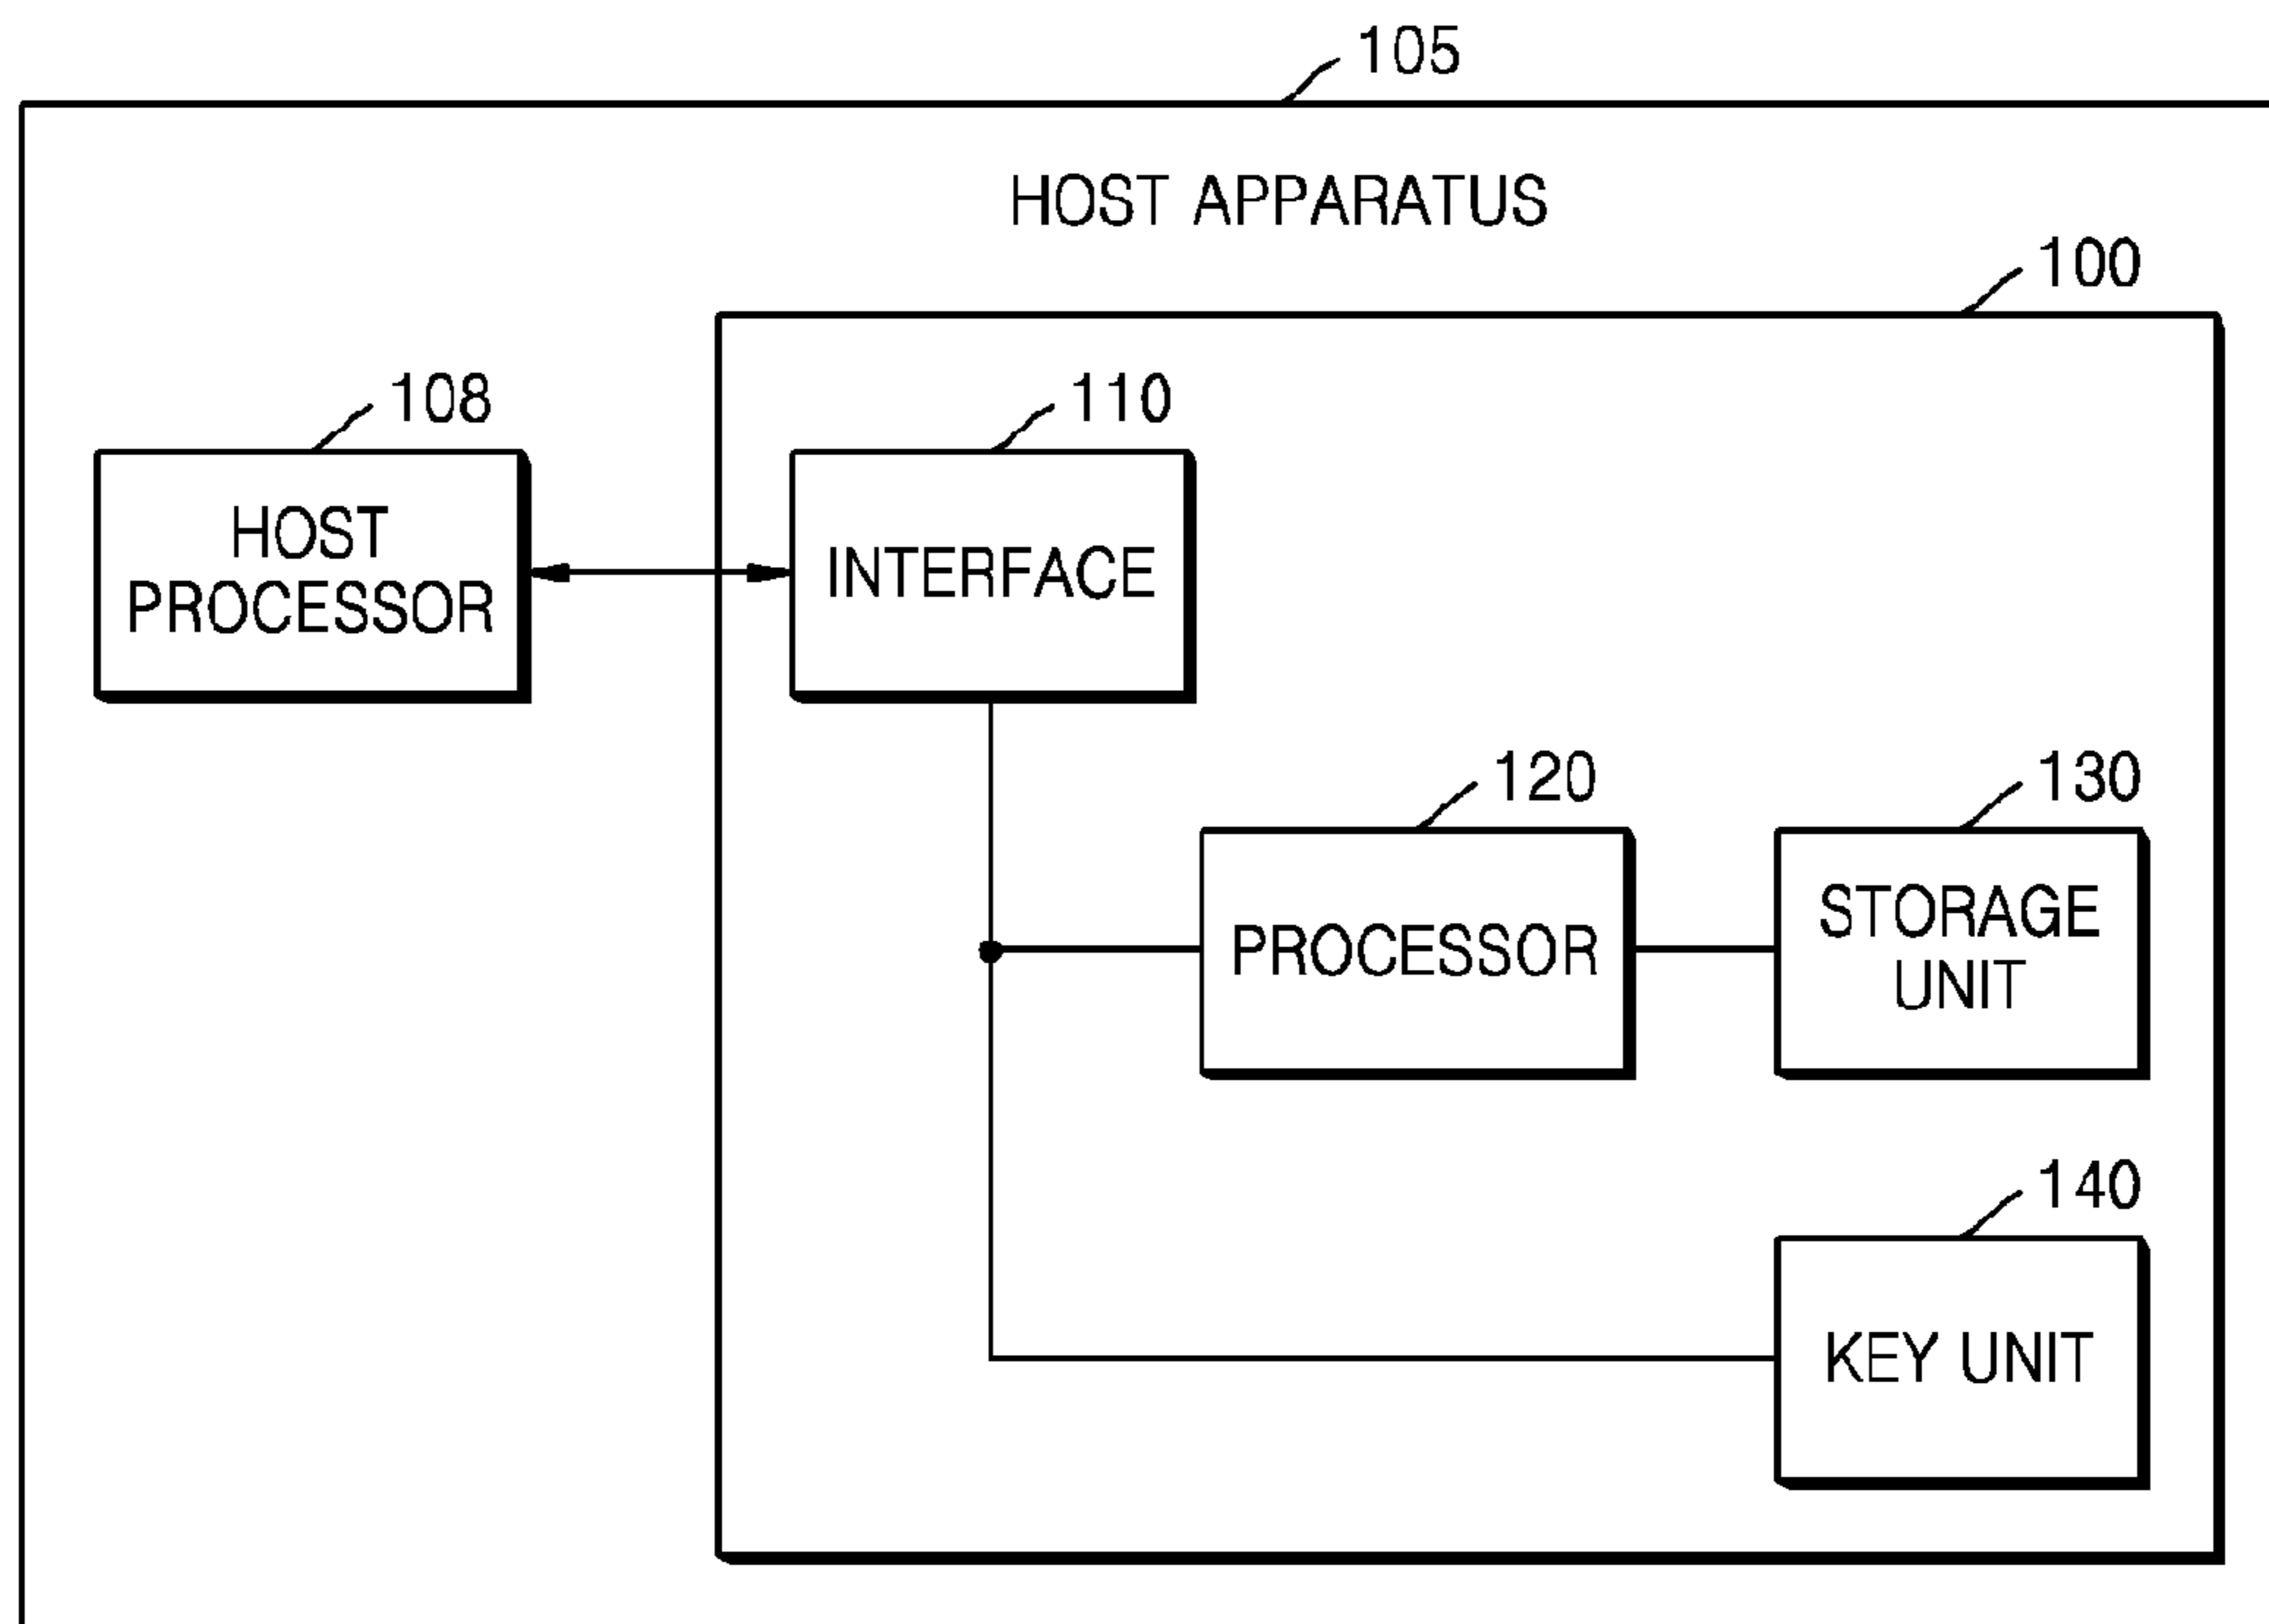 105
HOST APPARATUS
100
108
110
HOST
PROCESSOR
INTERFACE
120
130
PROCESSOR
STORAGE
UNIT
140
KEY UNIT